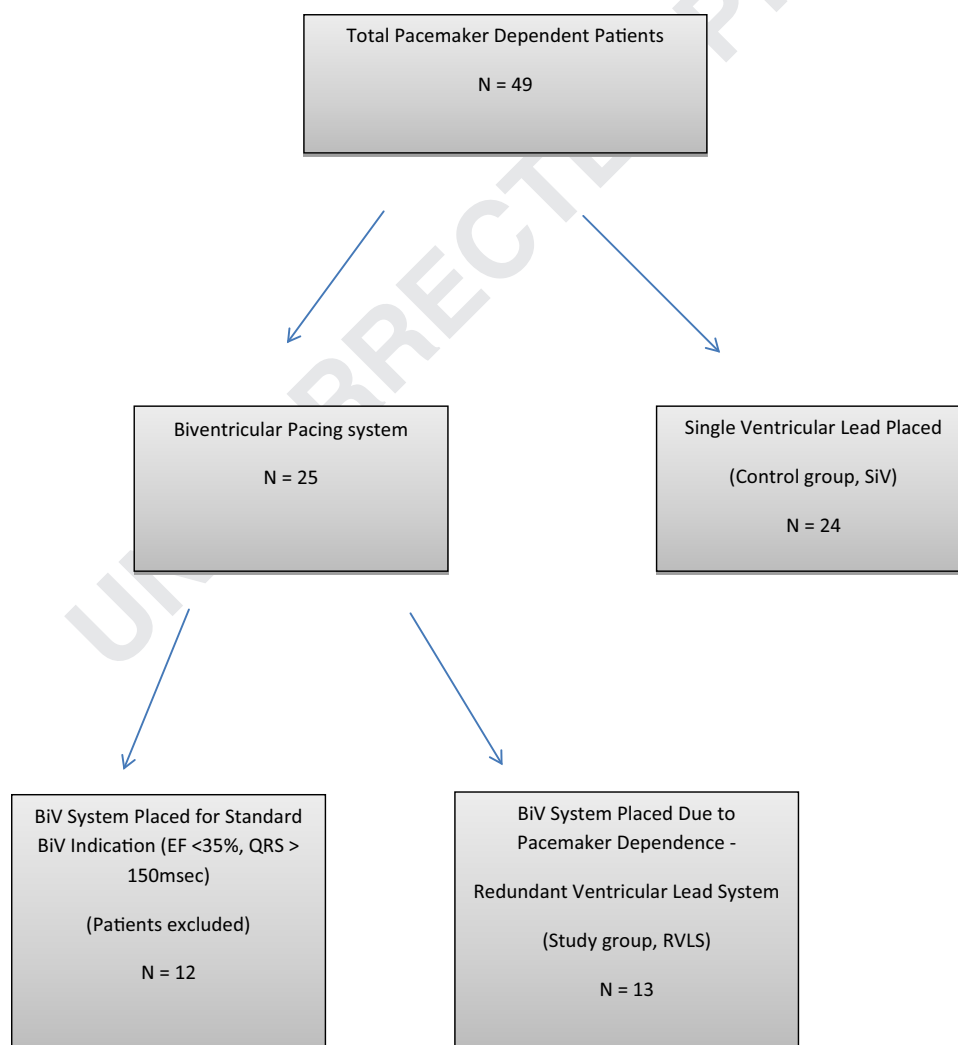 Total Pacemaker Dependent Patients
N = 49
Biventricular Pacing system
N = 25
Single Ventricular Lead Placed
(Control group, SiV)
N = 24
BiV System Placed for Standard
BiV Indication (EF <35%, QRS >
150msec)
(Patients excluded)
N = 12
BiV System Placed Due to
Pacemaker Dependence -
Redundant Ventricular Lead System
(Study group, RVLS)
N = 13